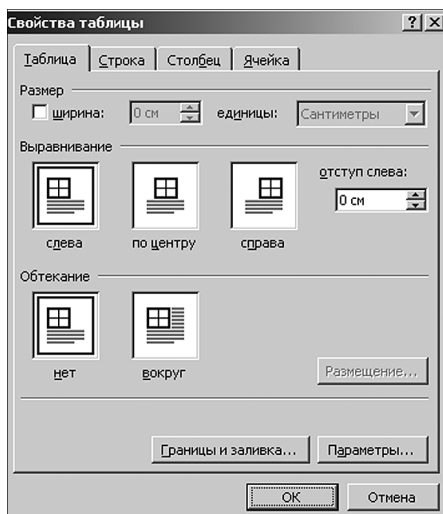 Свойства таблицы
Таблица Строка Столбец Ячейка
Размер
ширина: 0 см единицы: Сантиметры
Выравнивание
отступ слева:
0 см
слева по центру справа
Обтекание
нет вокруг
Размещение...
Границы и заливка... Параметры...
ОК Отмена